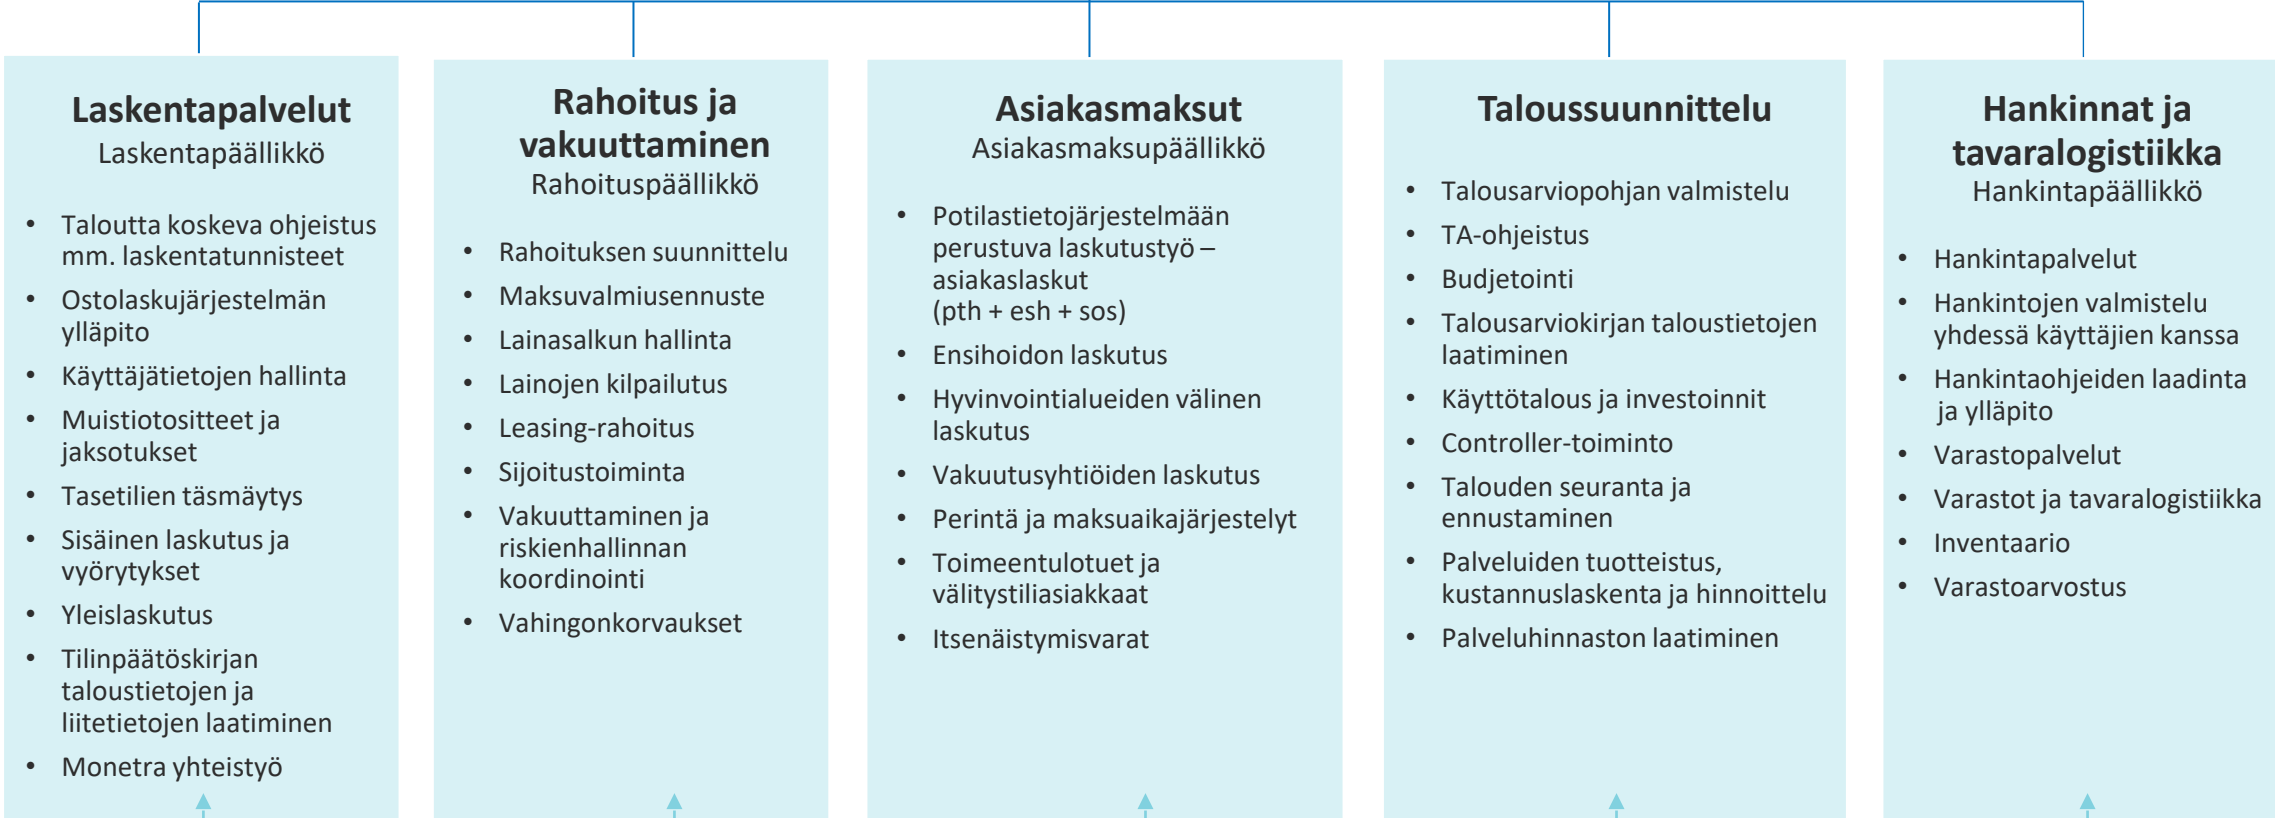 Laskentapalvelut
Laskentapäällikkö
• Taloutta koskeva ohjeistus
mm. laskentatunnisteet
• Ostolaskujärjestelmän
ylläpito
• Käyttäjätietojen hallinta
• Muistiotositteet ja
jaksotukset
• Tasetilien täsmäytys
• Sisäinen laskutus ja
vyörytykset
• Yleislaskutus
• Tilinpäätöskirjan
taloustietojen ja
liitetietojen laatiminen
• Monetra yhteistyö
Rahoitus ja
vakuuttaminen
Rahoituspäällikkö
• Rahoituksen suunnittelu
• Maksuvalmiusennuste
• Lainasalkun hallinta
• Lainojen kilpailutus
• Leasing-rahoitus
• Sijoitustoiminta
• Vakuuttaminen ja
riskienhallinnan
koordinointi
• Vahingonkorvaukset
Asiakasmaksut
Asiakasmaksupäällikkö
• Potilastietojärjestelmään
perustuva laskutustyö –
asiakaslaskut
(pth + esh + sos)
• Ensihoidon laskutus
• Hyvinvointialueiden välinen
laskutus
• Vakuutusyhtiöiden laskutus
• Perintä ja maksuaikajärjestelyt
• Toimeentulotuet ja
välitystiliasiakkaat
• Itsenäistymisvarat
Taloussuunnittelu
• Talousarviopohjan valmistelu
• TA-ohjeistus
• Budjetointi
• Talousarviokirjan taloustietojen
laatiminen
• Käyttötalous ja investoinnit
• Controller-toiminto
• Talouden seuranta ja
ennustaminen
• Palveluiden tuotteistus,
kustannuslaskenta ja hinnoittelu
• Palveluhinnaston laatiminen
Hankinnat ja
tavaralogistiikka
Hankintapäällikkö
• Hankintapalvelut
• Hankintojen valmistelu
yhdessä käyttäjien kanssa
• Hankintaohjeiden laadinta
ja ylläpito
• Varastopalvelut
• Varastot ja tavaralogistiikka
• Inventaario
• Varastoarvostus